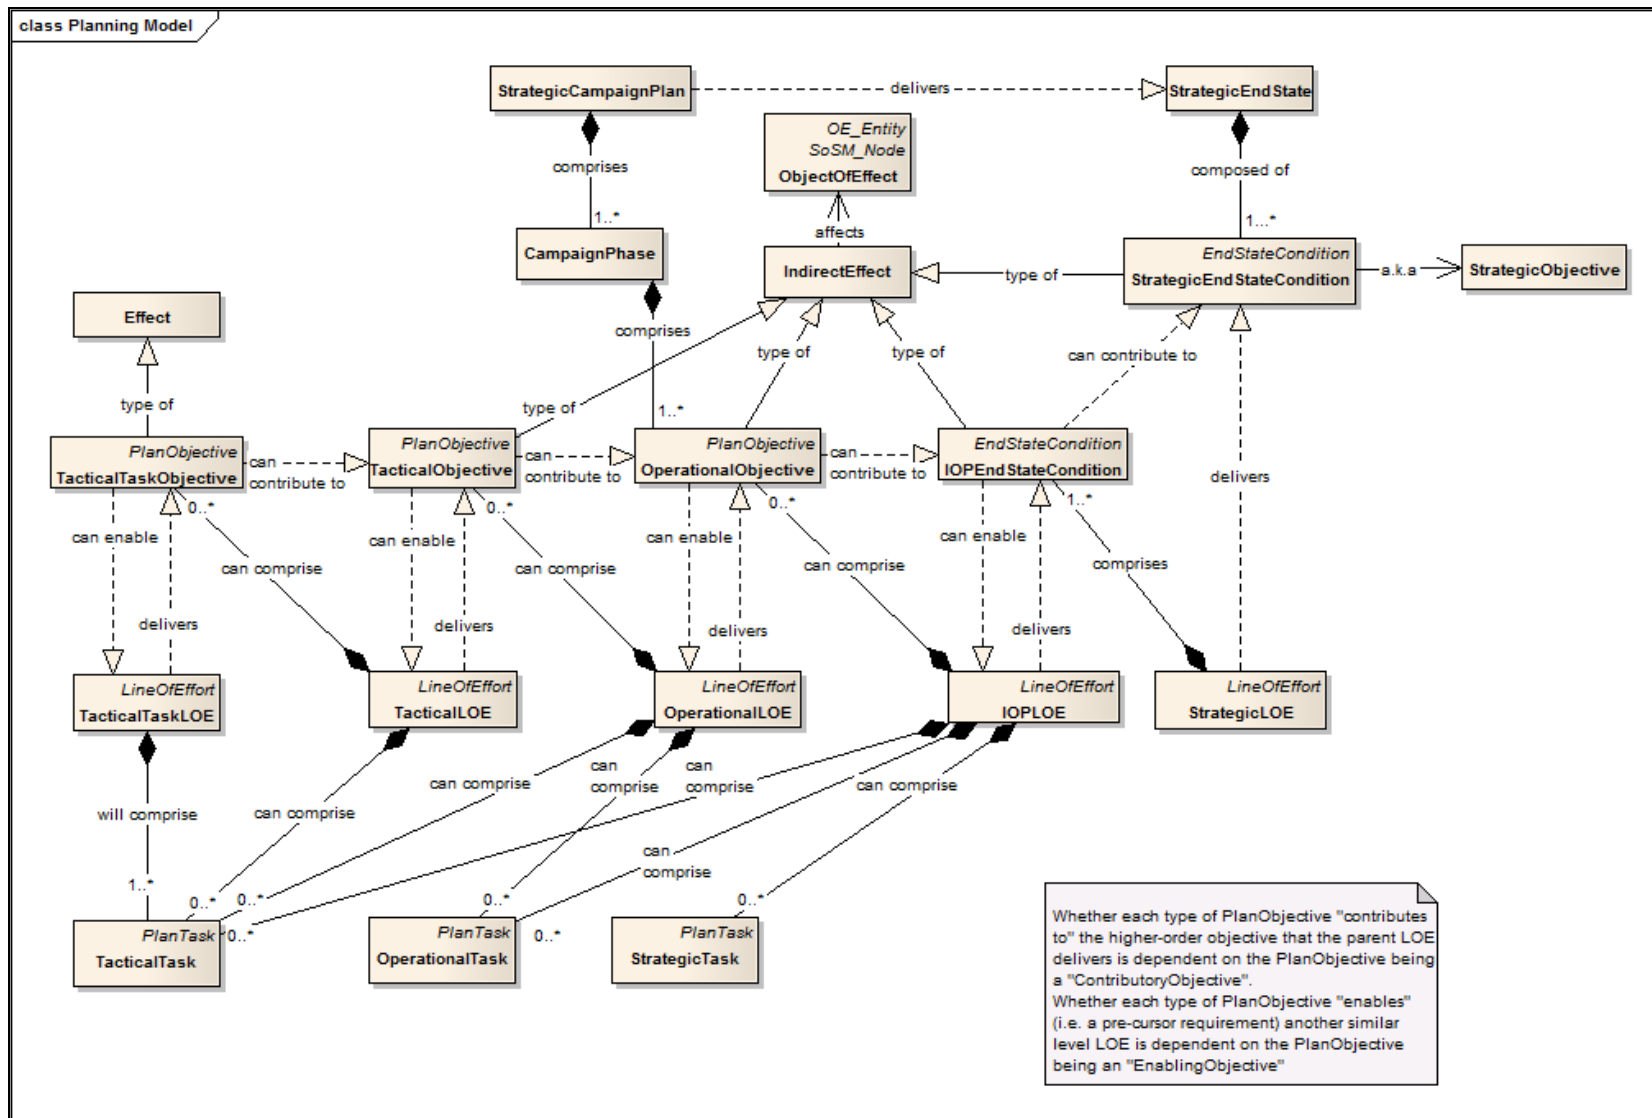 class Planning Model
StrategicCampaignPlan
delivers
StrategicEndState
OE_Entity
SoSM_Node
ObjectOfEffect
comprises
composed of
1..*
1...*
affects
CampaignPhase
IndirectEffect
type of
EndStateCondition
StrategicEndStateCondition
a.k.a
StrategicObjective
Effect
comprises
type of
type of
can contribute to
type of
type of
1..*
PlanObjective
TacticalTaskObjective
can
contribute to
PlanObjective
TacticalObjective
can
contribute to
PlanObjective
OperationalObjective
can
contribute to
EndStateCondition
IOPEndStateCondition
delivers
0..*
0..*
0..*
1..*
can enable
can enable
can enable
can enable
can comprise
can comprise
can comprise
comprises
delivers
delivers
delivers
delivers
LineOfEffort
TacticalTaskLOE
LineOfEffort
TacticalLOE
LineOfEffort
OperationalLOE
LineOfEffort
IOPLOE
LineOfEffort
StrategicLOE
will comprise
can comprise
can comprise
can
comprise
can
comprise
can comprise
can
comprise
1..*
0..*
0..*
0..*
0..*
0..*
0..*
PlanTask
TacticalTask
PlanTask
OperationalTask
PlanTask
StrategicTask
Whether each type of PlanObjective "contributes
to" the higher-order objective that the parent LOE
delivers is dependent on the PlanObjective being
a "ContributoryObjective".
Whether each type of PlanObjective "enables"
(i.e. a pre-cursor requirement) another similar
level LOE is dependent on the PlanObjective
being an "EnablingObjective"